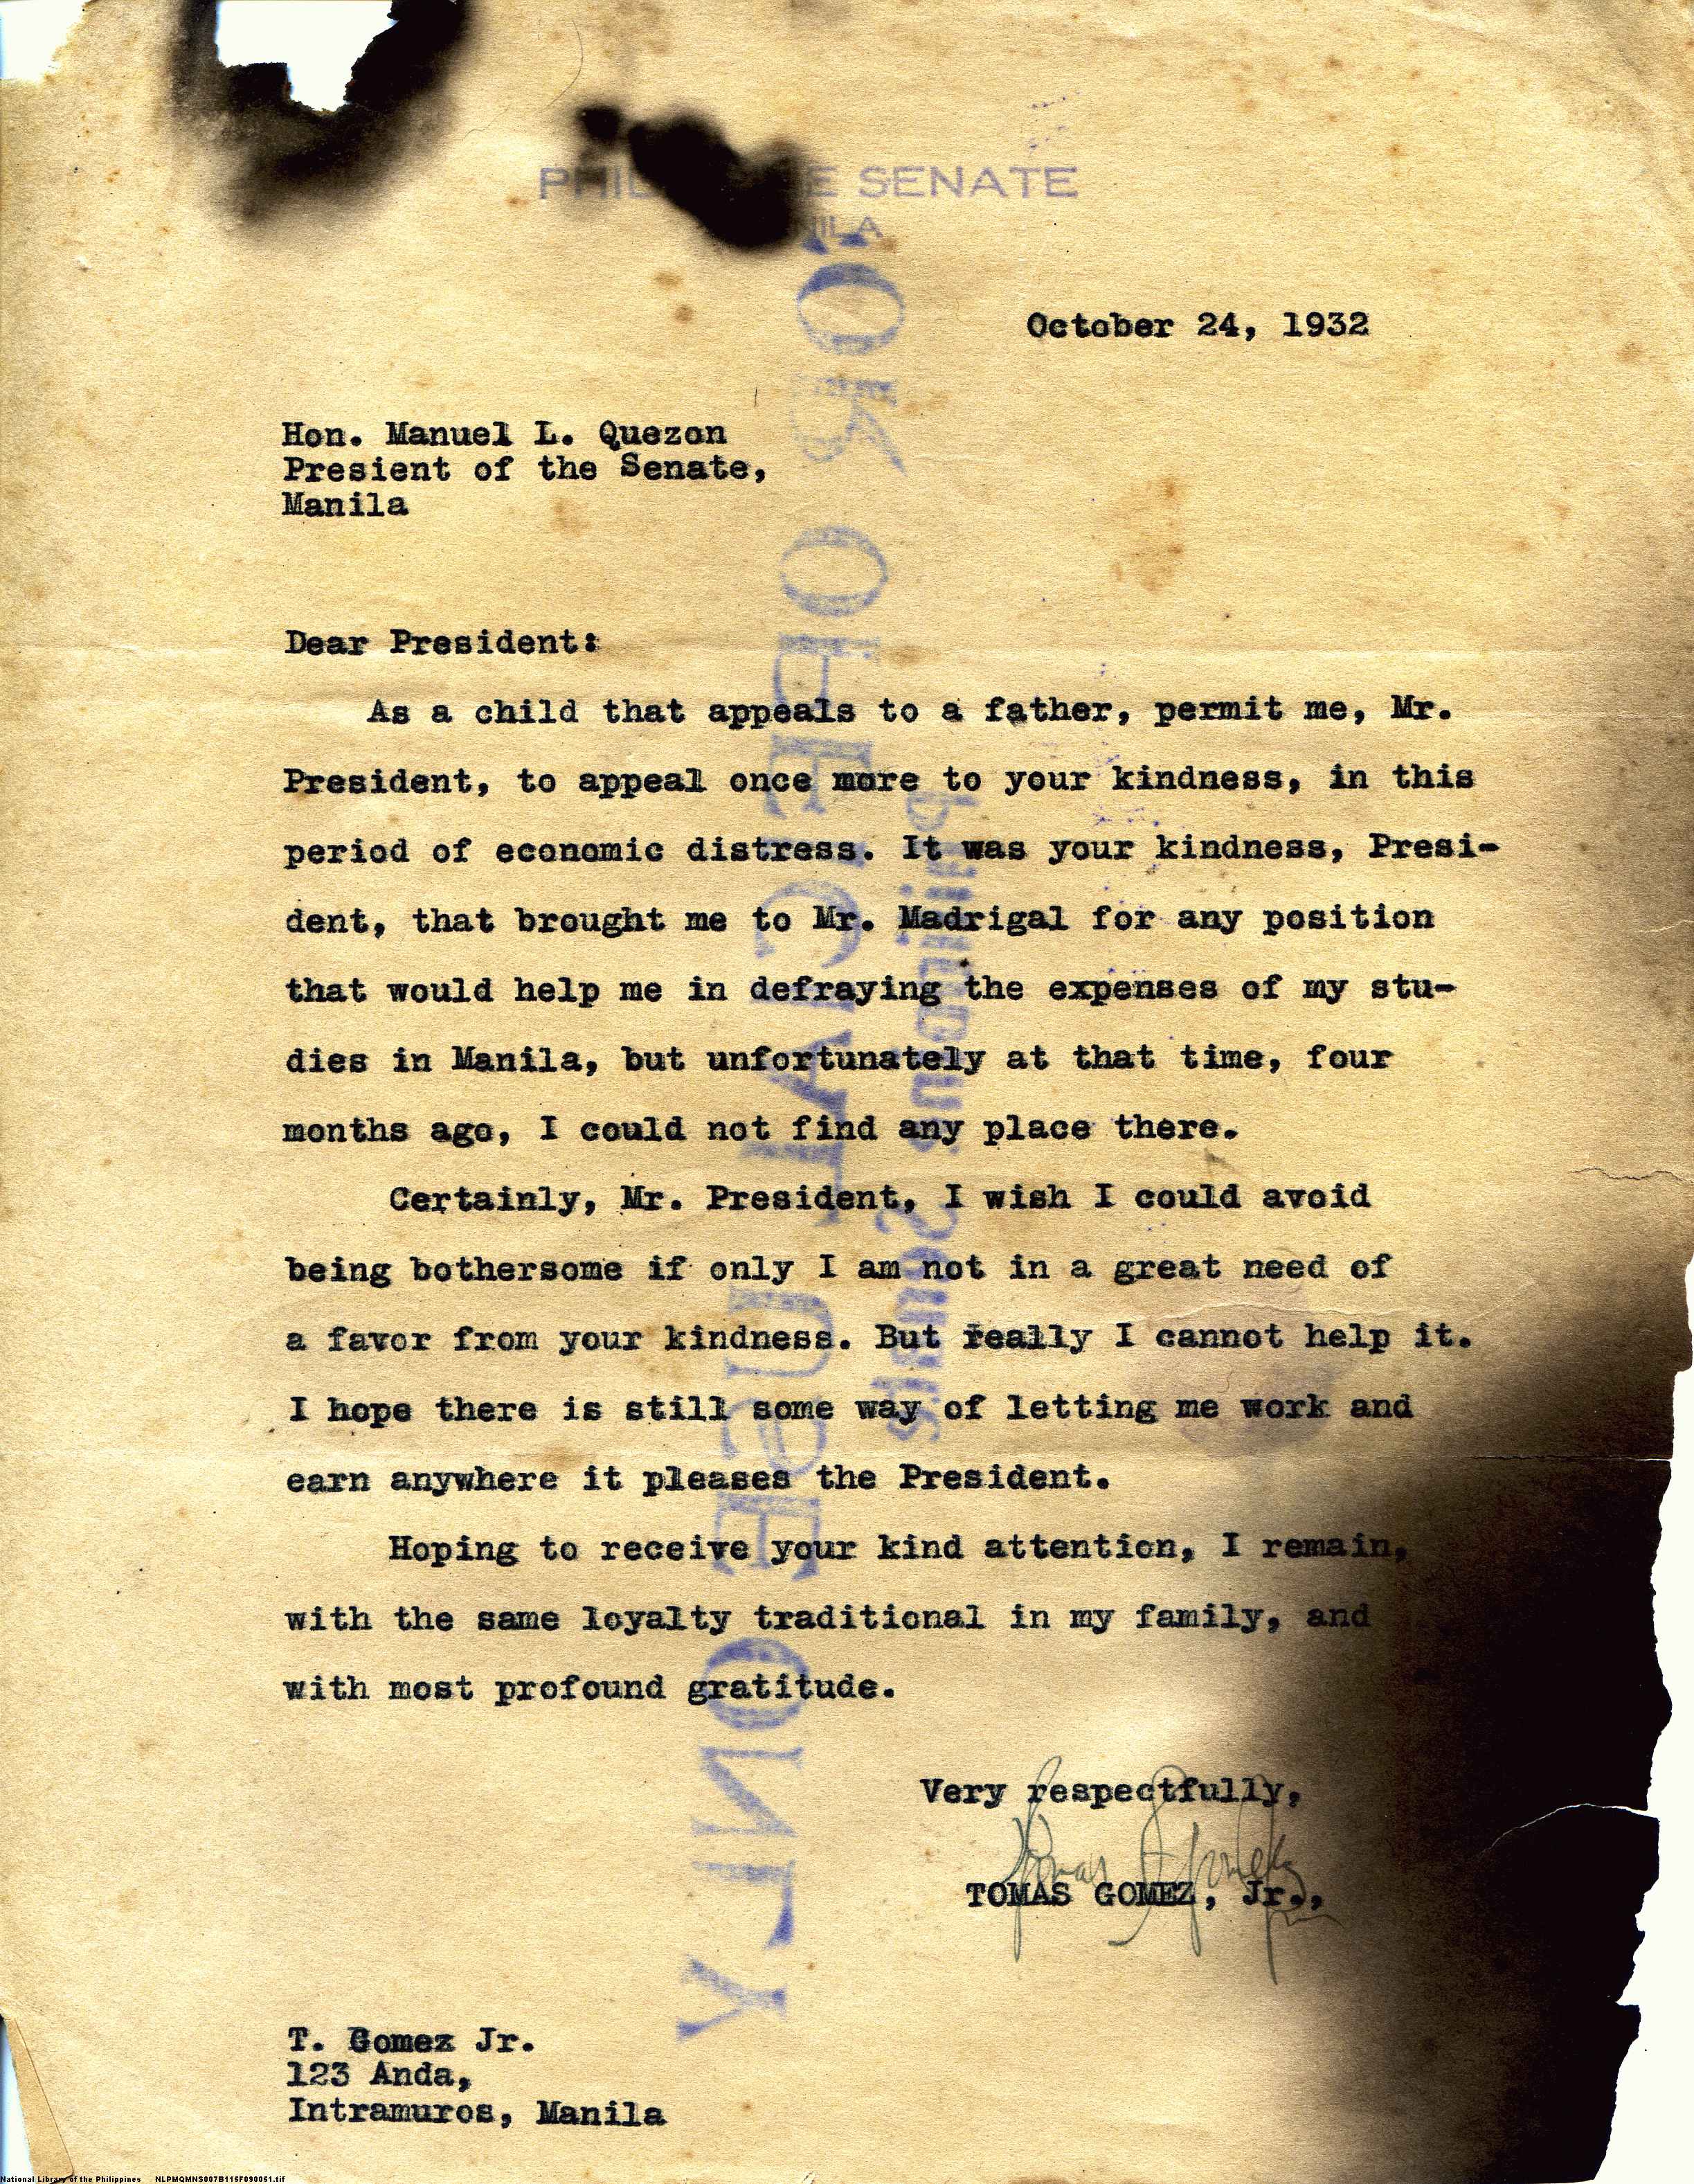 SENATE
October 24, 1932
Hon. Manuel L. Quezon
Presient of the Senate,
Manila
Dear President:
As a child that appeals to a father, permit me, Mr.
President, to appeal once more to your kindness, in this
period of economic distress. It was your kindness, Presi-
dent, that brought me to Mr. Madrigal for any position
that would help me in defraying the expenses of my stu-
dies in Manila, but unfortunately at that time, four
months ago, I could not find any place there.
Certainly, Mr. President, I wish I could avoid
being bothersome if only I am not in a great need of
a favor from your kindness. But really I cannot help it.
I hope there is still some way of letting me work and
earn anywhere it pleases the President.
Hoping to receive your kind attention, I remain,
with the same loyalty traditional in my family, and
with most profound gratitude.
Very respectfully,
TOMAS GOMEZ, Jr.,
T. Gomez Jr.
123 Anda,
Intramuros, Manila
FOR OFFICIAL USE ONLY
National Library of the Philippines NLPMQMNS007B115F090051.tif